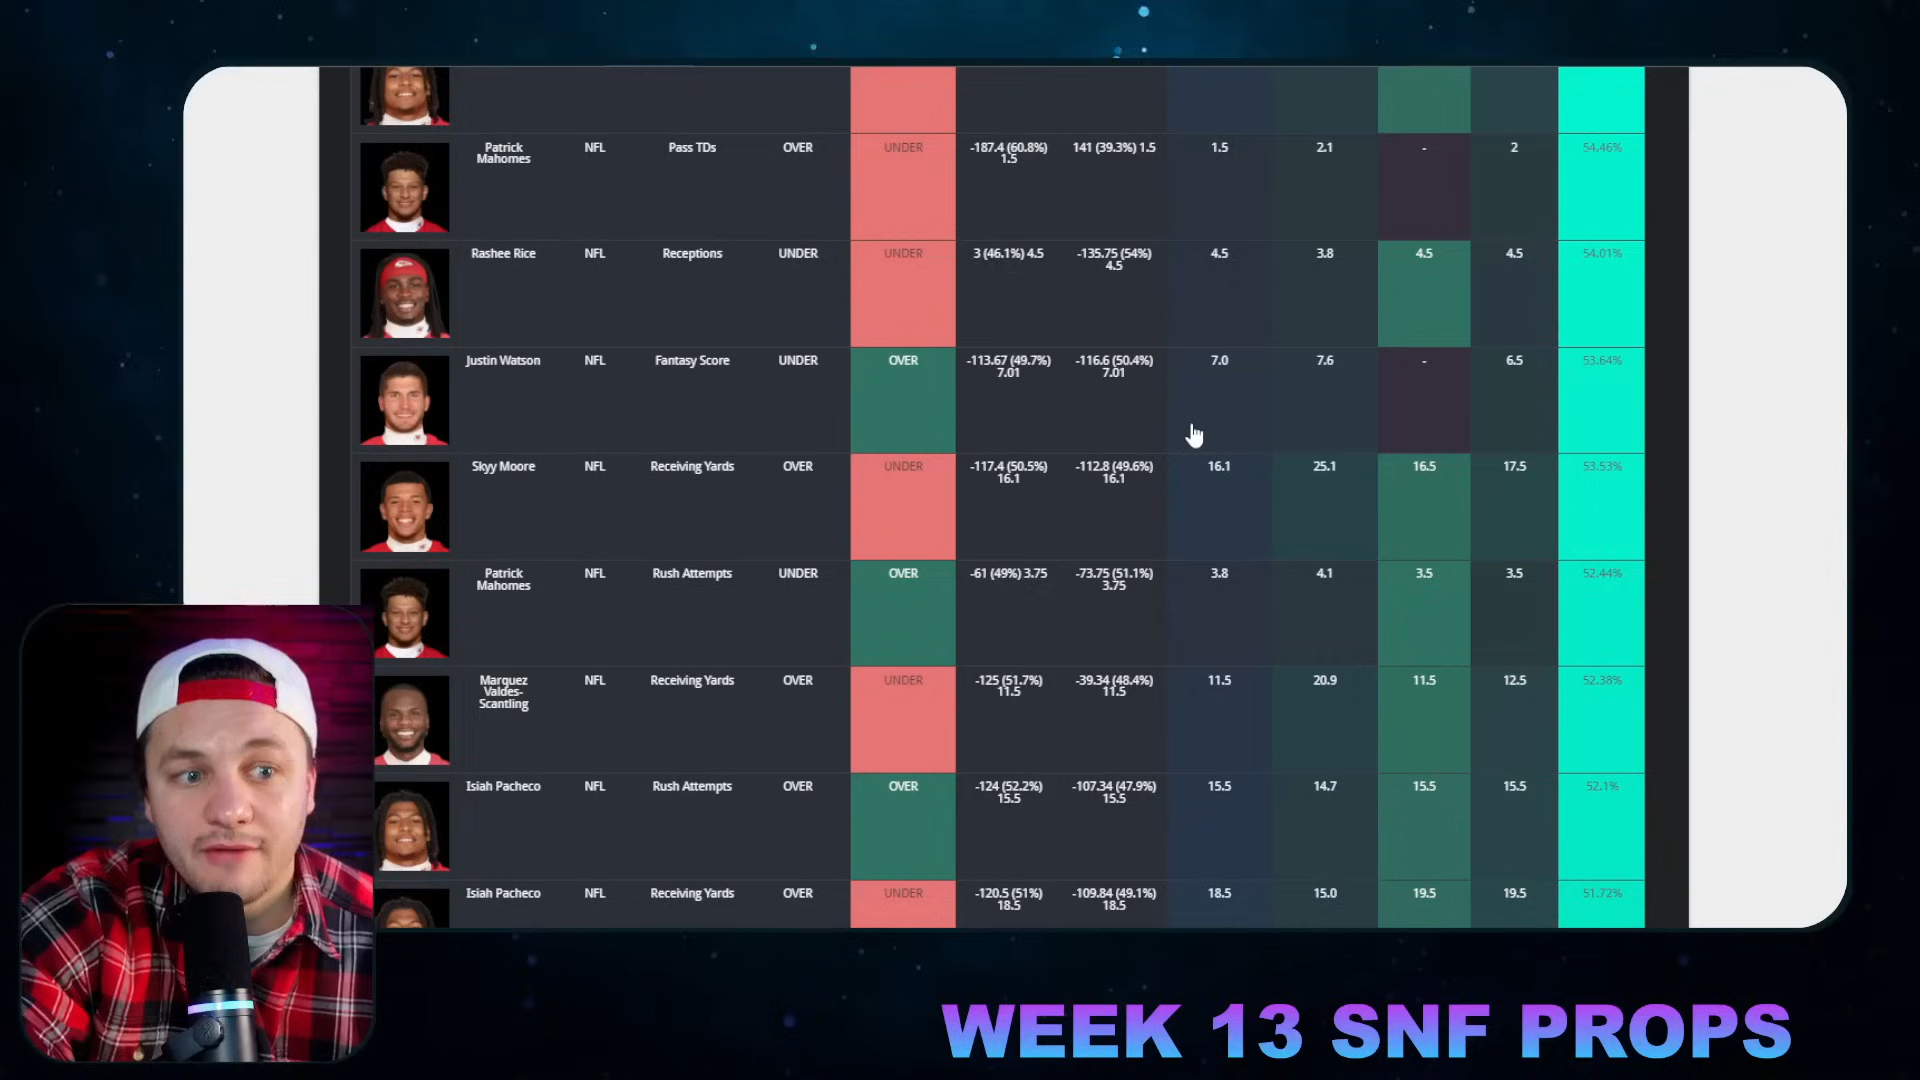 Patrick Mahomes NFL Pass TDs OVER UNDER -187.4 (60.8%) 1.5 141 (39.3%) 1.5 1.5 2.1 - 2 54.46%
Rashee Rice NFL Receptions UNDER UNDER 3 (46.1%) 4.5 -135.75 (54%) 4.5 4.5 3.8 4.5 4.5 54.01%
Justin Watson NFL Fantasy Score UNDER OVER -113.67 (49.7%) 7.01 -116.6 (50.4%) 7.01 7.0 7.6 - 6.5 53.64%
Skyy Moore NFL Receiving Yards OVER UNDER -117.4 (50.5%) 16.1 -112.8 (49.6%) 16.1 16.1 25.1 16.5 17.5 53.53%
Patrick Mahomes NFL Rush Attempts UNDER OVER -61 (49%) 3.75 -73.75 (51.1%) 3.75 3.8 4.1 3.5 3.5 52.44%
Marquez Valdes-Scantling NFL Receiving Yards OVER UNDER -125 (51.7%) 11.5 -39.34 (48.4%) 11.5 11.5 20.9 11.5 12.5 52.38%
Isiah Pacheco NFL Rush Attempts OVER OVER -124 (52.2%) 15.5 -107.34 (47.9%) 15.5 15.5 14.7 15.5 15.5 52.1%
Isiah Pacheco NFL Receiving Yards OVER UNDER -120.5 (51%) 18.5 -109.84 (49.1%) 18.5 18.5 15.0 19.5 19.5 51.72%
WEEK 13 SNF PROPS